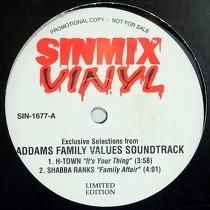 PROMOTIONAL COPY - NOT FOR SALE
SINMIX
VINYL
SIN-1677-A
Exclusive Selections from
ADDAMS FAMILY VALUES SOUNDTRACK
1. H-TOWN "It's Your Thing" (3:58)
2. SHABBA RANKS "Family Affair" (4:01)
LIMITED
EDITION